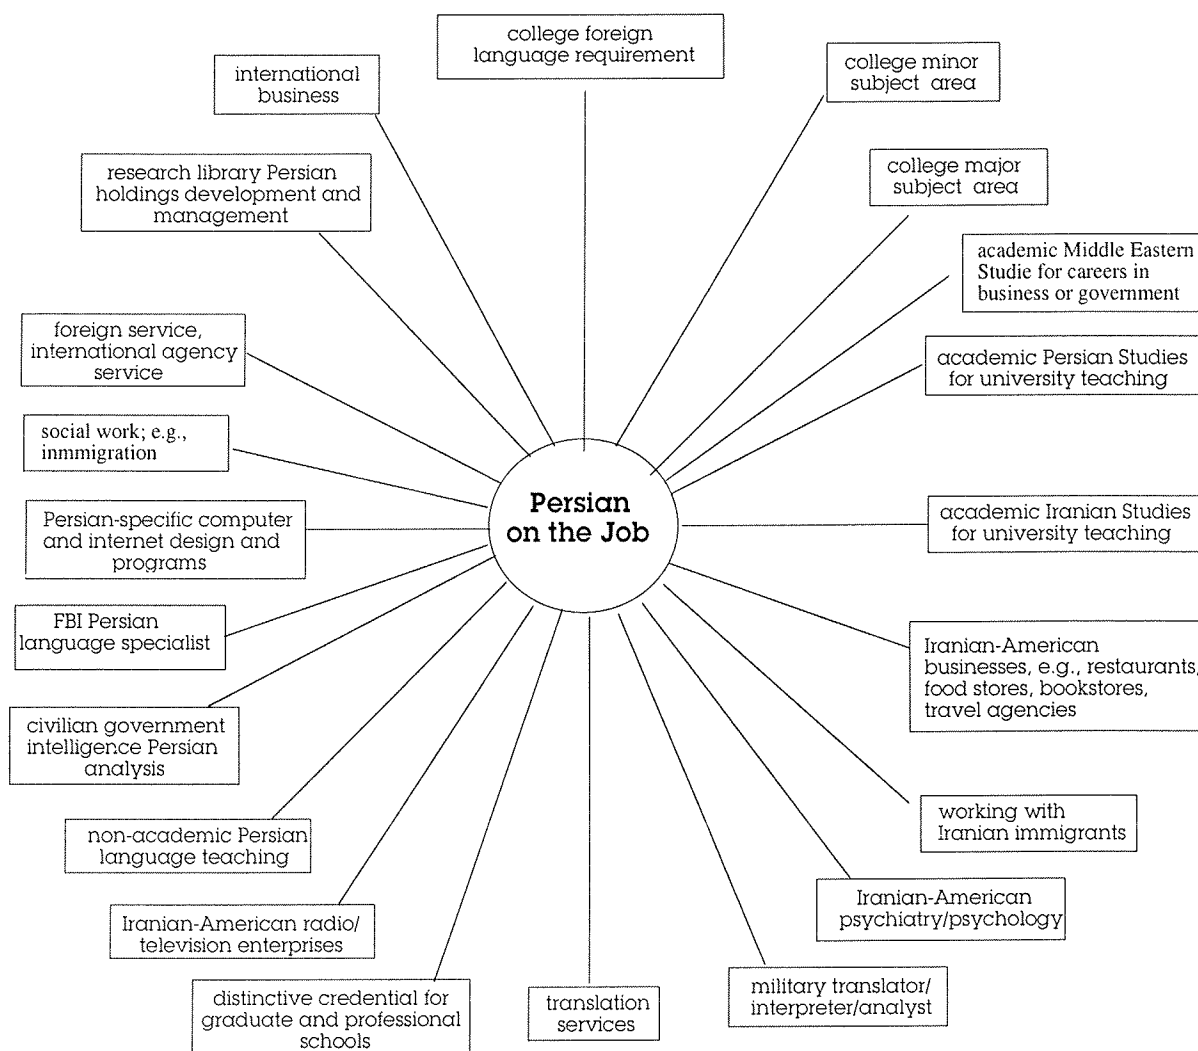 college foreign
language requirement
college minor
subject area
college major
subject area
academic Middle Eastern
Studie for careers in
business or government
academic Persian Studies
for university teaching
academic Iranian Studies
for university teaching
Iranian-American
businesses, e.g., restaurants,
food stores, bookstores,
travel agencies
working with
Iranian immigrants
Iranian-American
psychiatry/psychology
military translator/
interpreter/analyst
translation
services
distinctive credential for
graduate and professional
schools
Iranian-American radio/
television enterprises
non-academic Persian
language teaching
civilian government
intelligence Persian
analysis
FBI Persian
language specialist
Persian-specific computer
and internet design and
programs
social work; e.g.,
inmmigration
foreign service,
international agency
service
research library Persian
holdings development and
management
international
business
Persian
on the Job